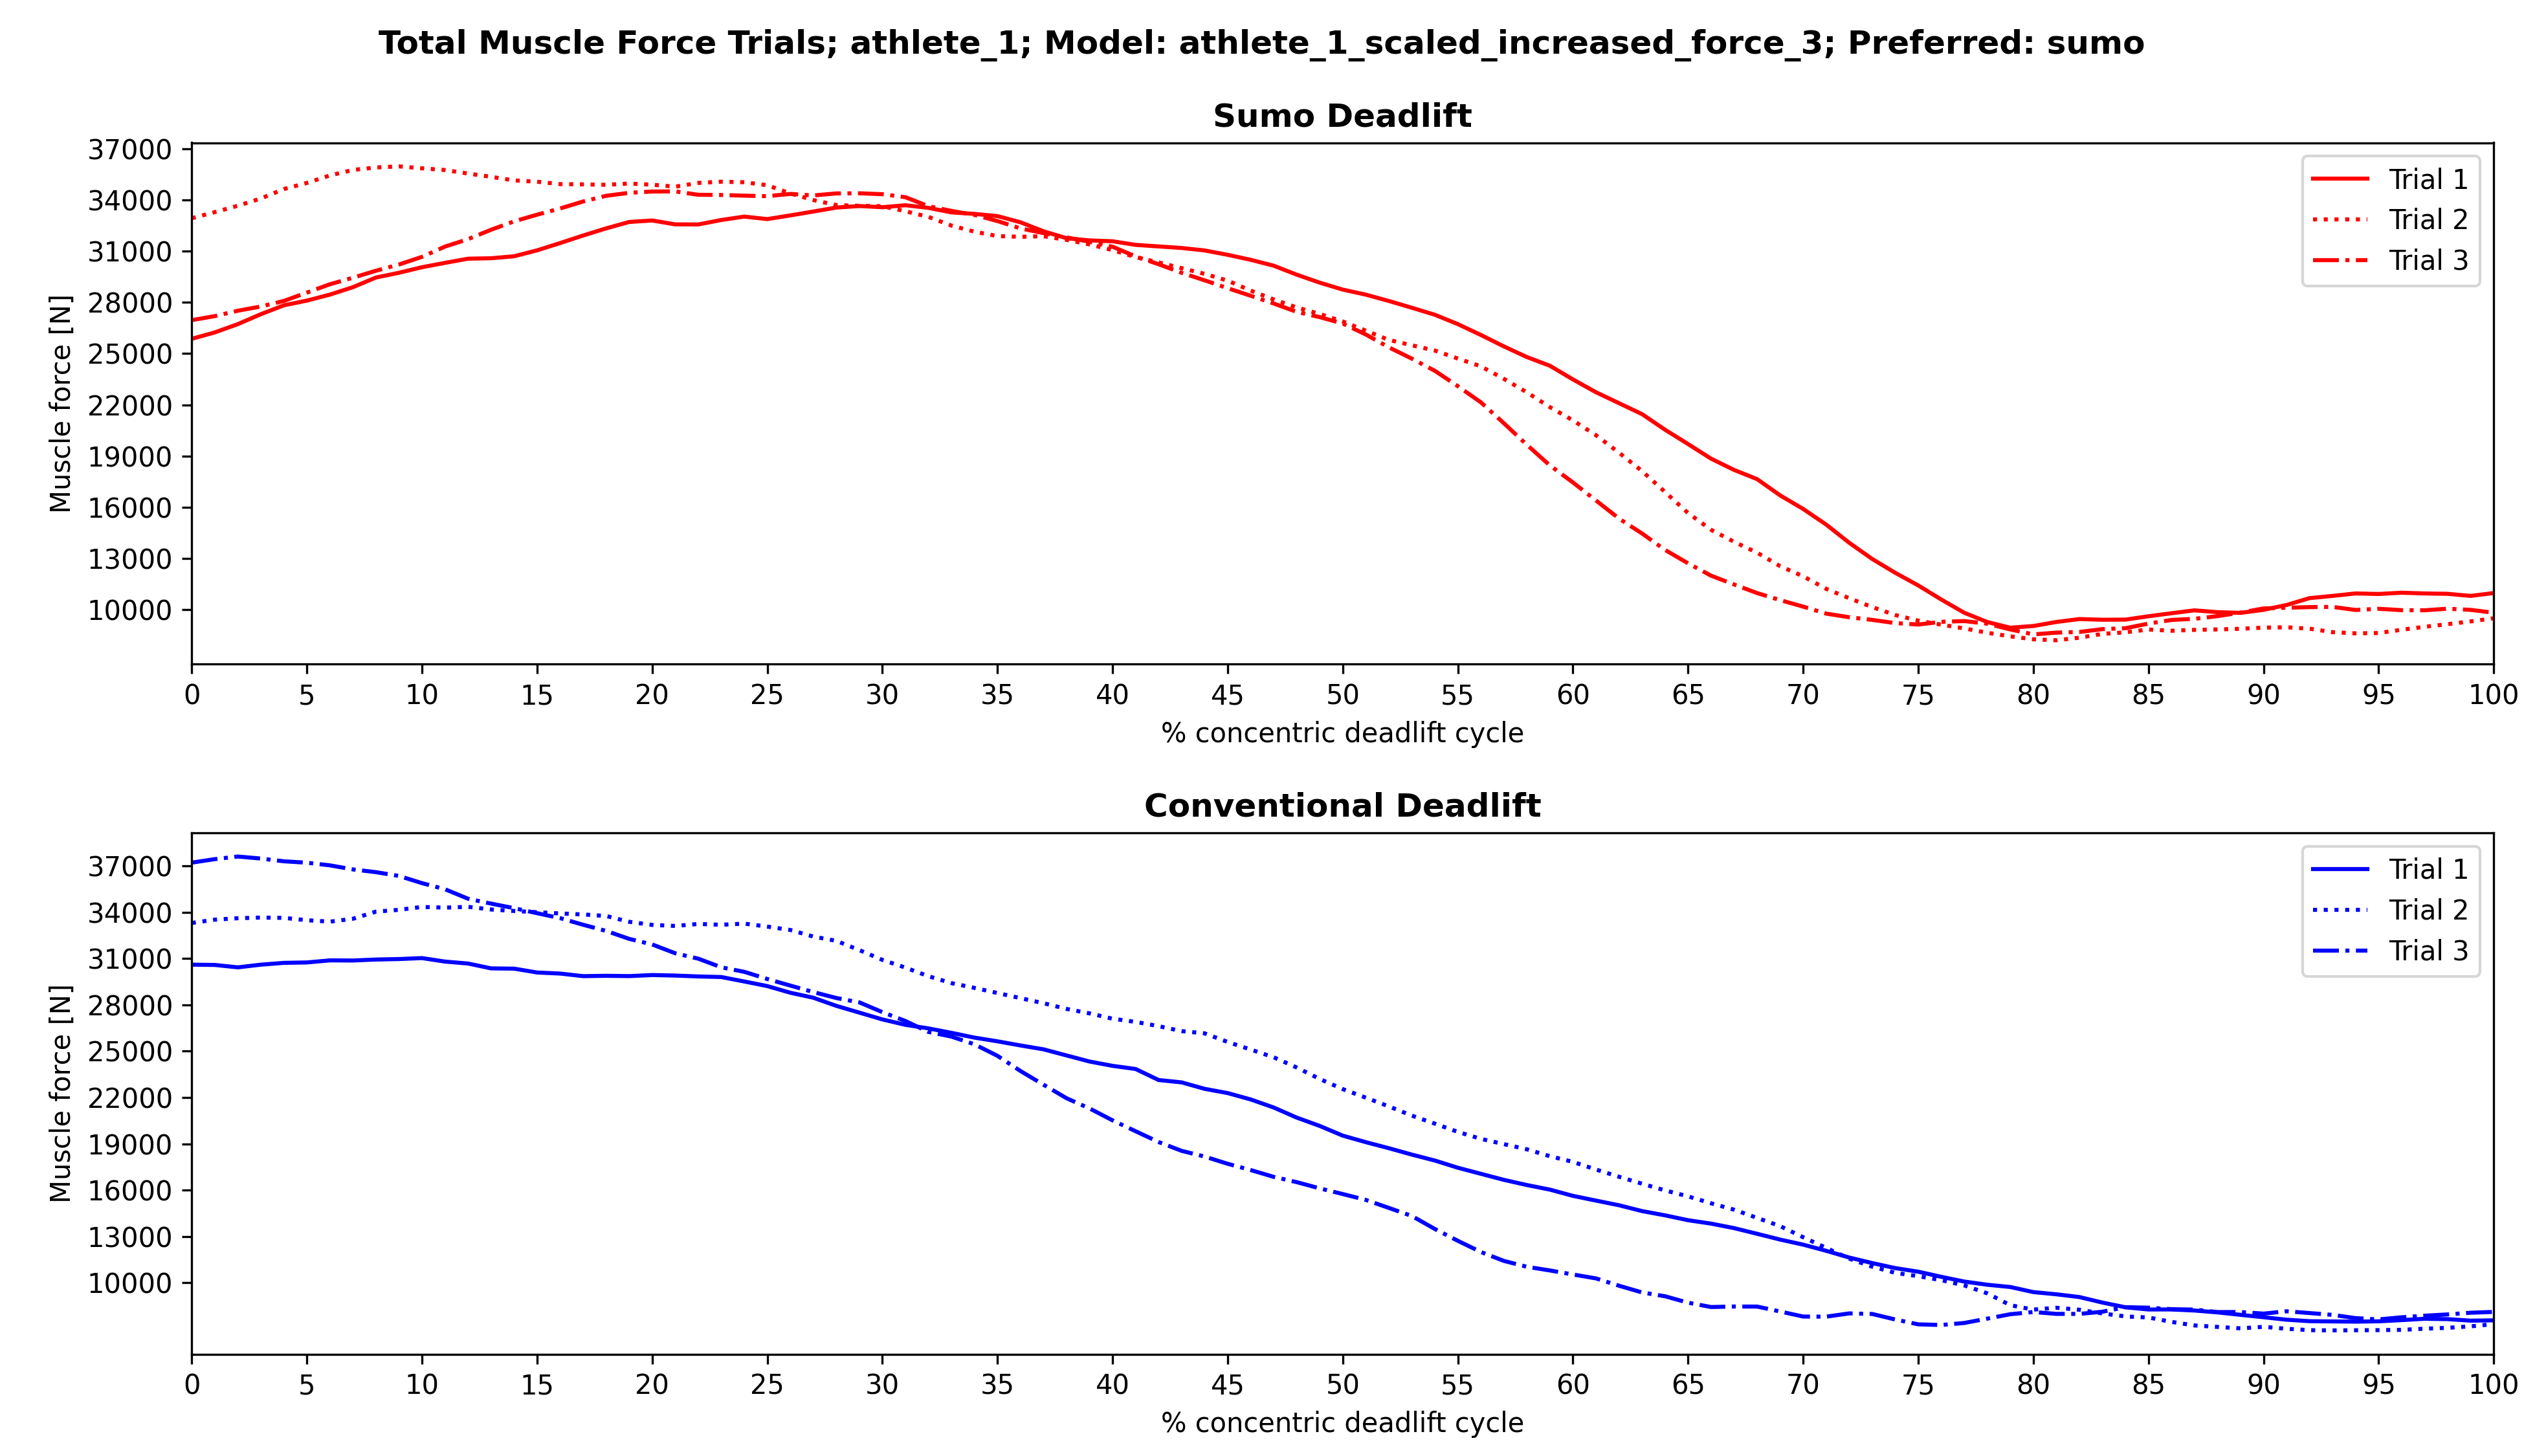 Total Muscle Force Trials; athlete_1; Model: athlete_1_scaled_increased_force_3; Preferred: sumo
Sumo Deadlift
37000
34000
31000
28000
25000
22000
19000
16000
13000
10000
Muscle force [N]
Trial 1
Trial 2
Trial 3
0 5 10 15 20 25 30 35 40 45 50 55 60 65 70 75 80 85 90 95 100
% concentric deadlift cycle
Conventional Deadlift
37000
34000
31000
28000
25000
22000
19000
16000
13000
10000
Muscle force [N]
Trial 1
Trial 2
Trial 3
0 5 10 15 20 25 30 35 40 45 50 55 60 65 70 75 80 85 90 95 100
% concentric deadlift cycle